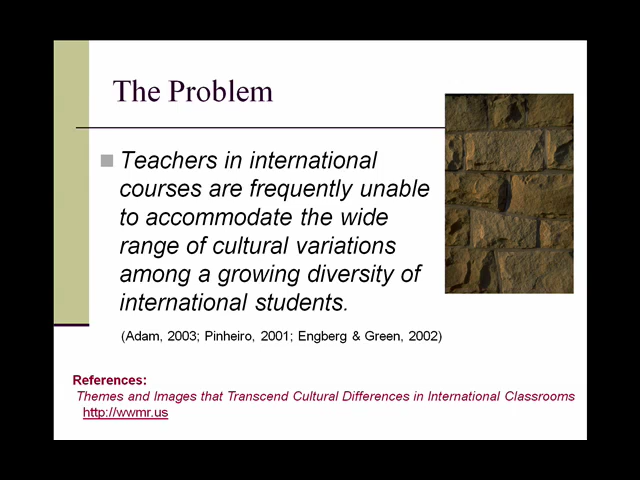 The Problem
Teachers in international
courses are frequently unable
to accommodate the wide
range of cultural variations
among a growing diversity of
international students.
(Adam, 2003; Pinheiro, 2001; Engberg & Green, 2002)
References:
Themes and Images that Transcend Cultural Differences in International Classrooms
http://wwmr.us